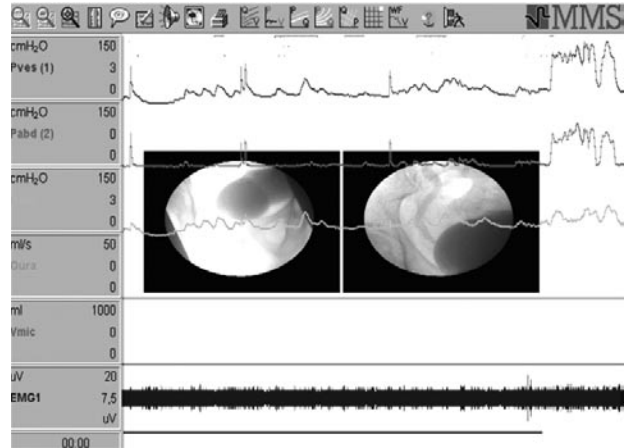 MMS
cmH2O 150
Pves (1) 3
0
cmH2O 150
Pabd (2) 0
0
cmH2O 150
3
0
ml/s 50
Qura 0
0
ml 1000
Vmic 0
0
uV 20
EMG1 7,5
uV
00:00